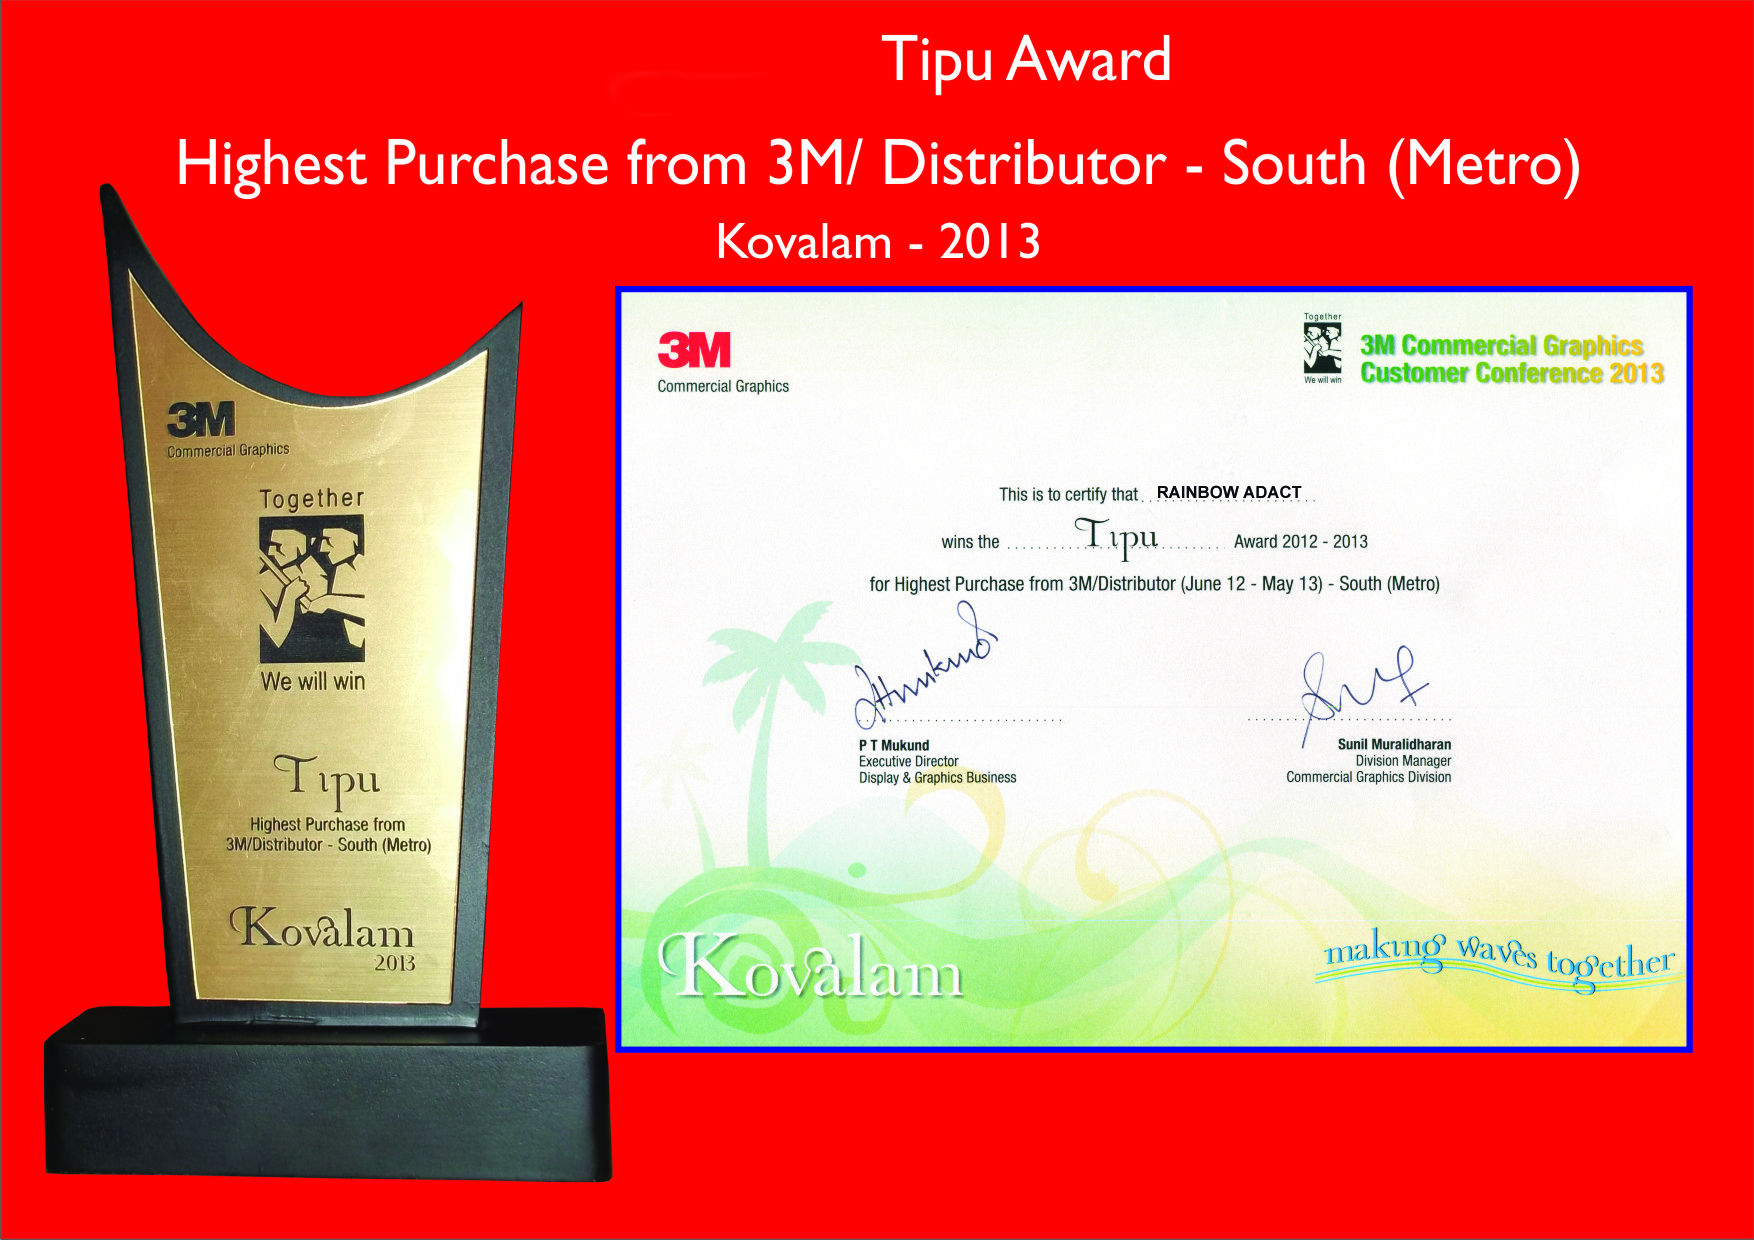 Tipu Award
Highest Purchase from 3M/ Distributor - South (Metro)
Kovalam - 2013
3M
Commercial Graphics
Together
We will win
Tipu
Highest Purchase from
3M/Distributor - South (Metro)
Kovalam
2013
3M
Commercial Graphics
Together
We will win
3M Commercial Graphics
Customer Conference 2013
This is to certify that RAINBOW ADACT
wins the Tipu Award 2012 - 2013
for Highest Purchase from 3M/Distributor (June 12 - May 13) - South (Metro)
P T Mukund
Executive Director
Display & Graphics Business
Sunil Muralidharan
Division Manager
Commercial Graphics Division
Kovalam
making waves together